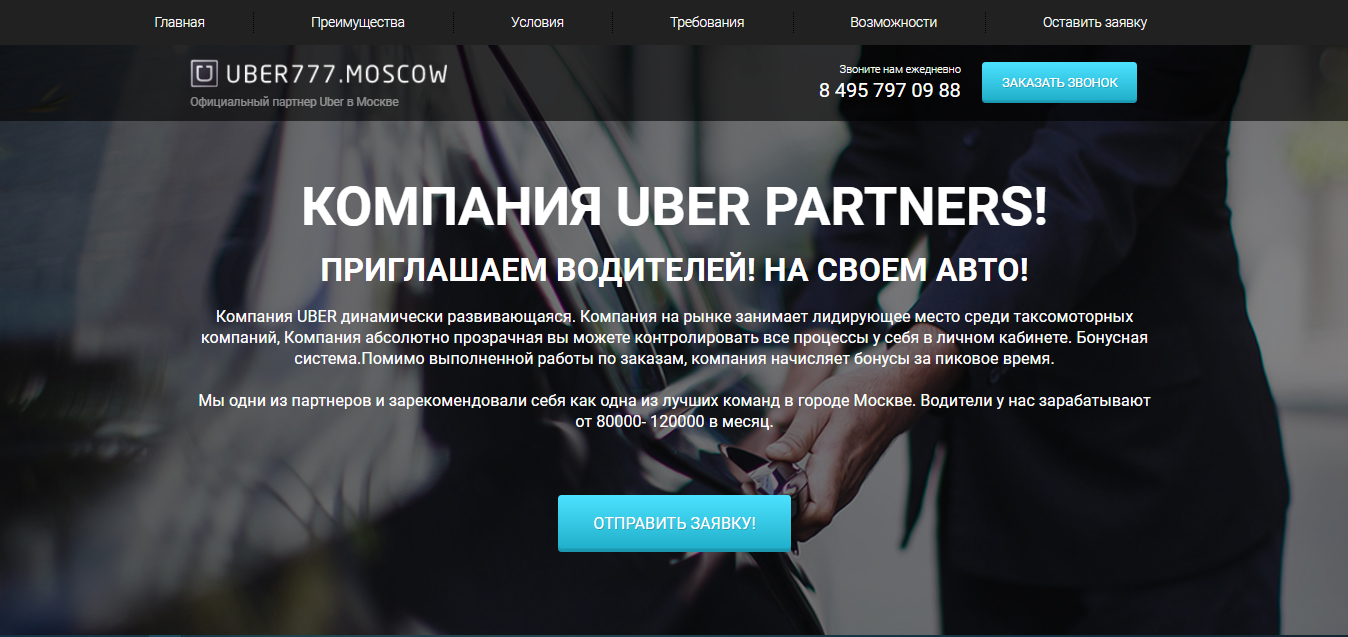 Главная
Преимущества
Условия
Требования
Возможности
Оставить заявку
UBER777.MOSCOW
Официальный партнер Uber в Москве
Звоните нам ежедневно
8 495 797 09 88
ЗАКАЗАТЬ ЗВОНОК
КОМПАНИЯ UBER PARTNERS!
ПРИГЛАШАЕМ ВОДИТЕЛЕЙ! НА СВОЕМ АВТО!
Компания UBER динамически развивающаяся. Компания на рынке занимает лидирующее место среди таксомоторных
компаний, Компания абсолютно прозрачная вы можете контролировать все процессы у себя в личном кабинете. Бонусная
система.Помимо выполненной работы по заказам, компания начисляет бонусы за пиковое время.
Мы одни из партнеров и зарекомендовали себя как одна из лучших команд в городе Москве. Водители у нас зарабатывают
от 80000- 120000 в месяц.
ОТПРАВИТЬ ЗАЯВКУ!